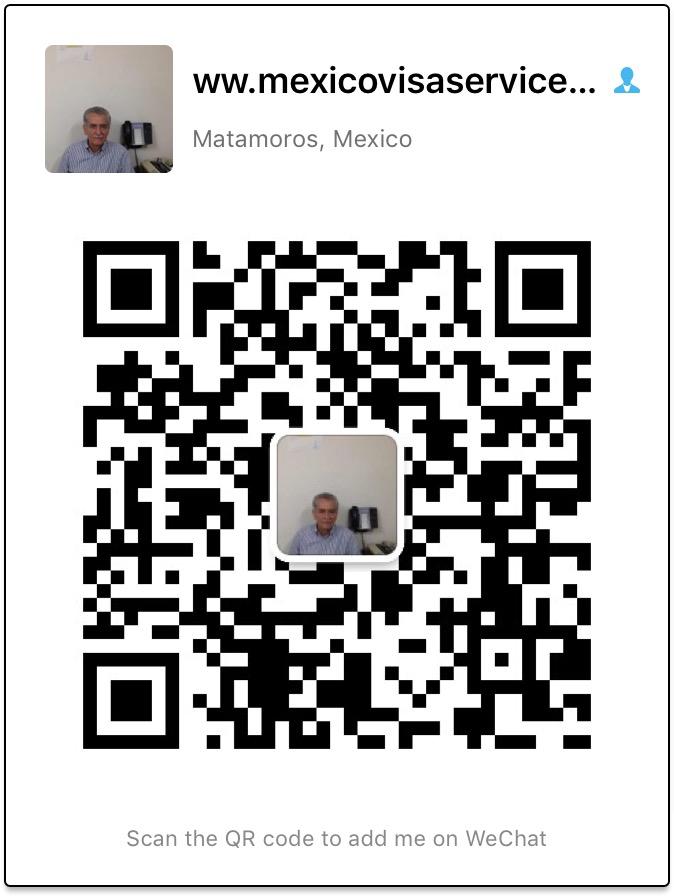 ww.mexicovisaservice...
Matamoros, Mexico
Scan the QR code to add me on WeChat